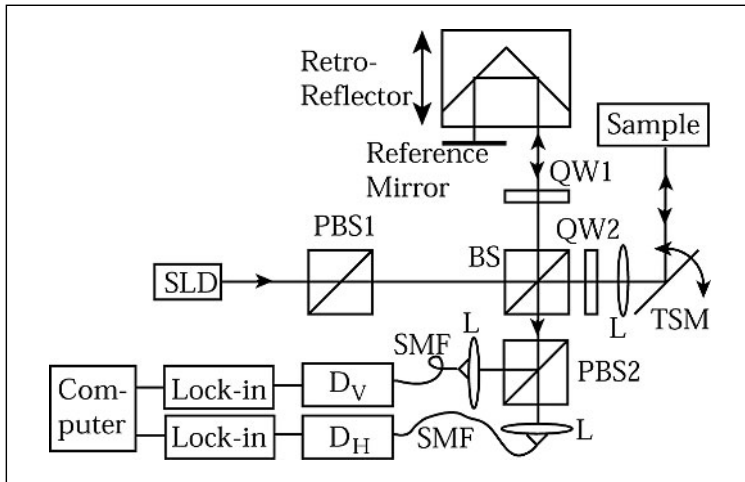 Retro-
Reflector
Sample
Reference
Mirror
QW1
PBS1
BS
QW2
SLD
L
TSM
L
SMF
PBS2
Com-
puter
Lock-in
D_V
Lock-in
D_H
SMF
L